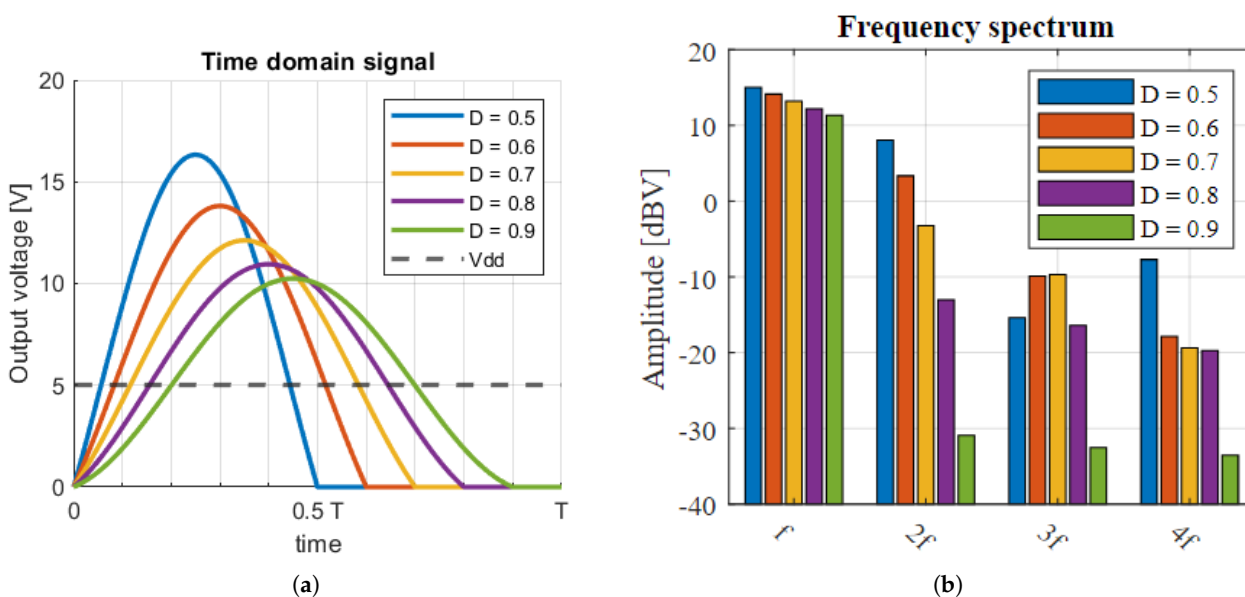 Time domain signal
20
15
10
5
0
Output voltage [V]
0
0.5 T
T
time
D = 0.5
D = 0.6
D = 0.7
D = 0.8
D = 0.9
Vdd
(a)
Frequency spectrum
20
10
0
-10
-20
-30
-40
Amplitude [dBV]
f
2f
3f
4f
D = 0.5
D = 0.6
D = 0.7
D = 0.8
D = 0.9
(b)